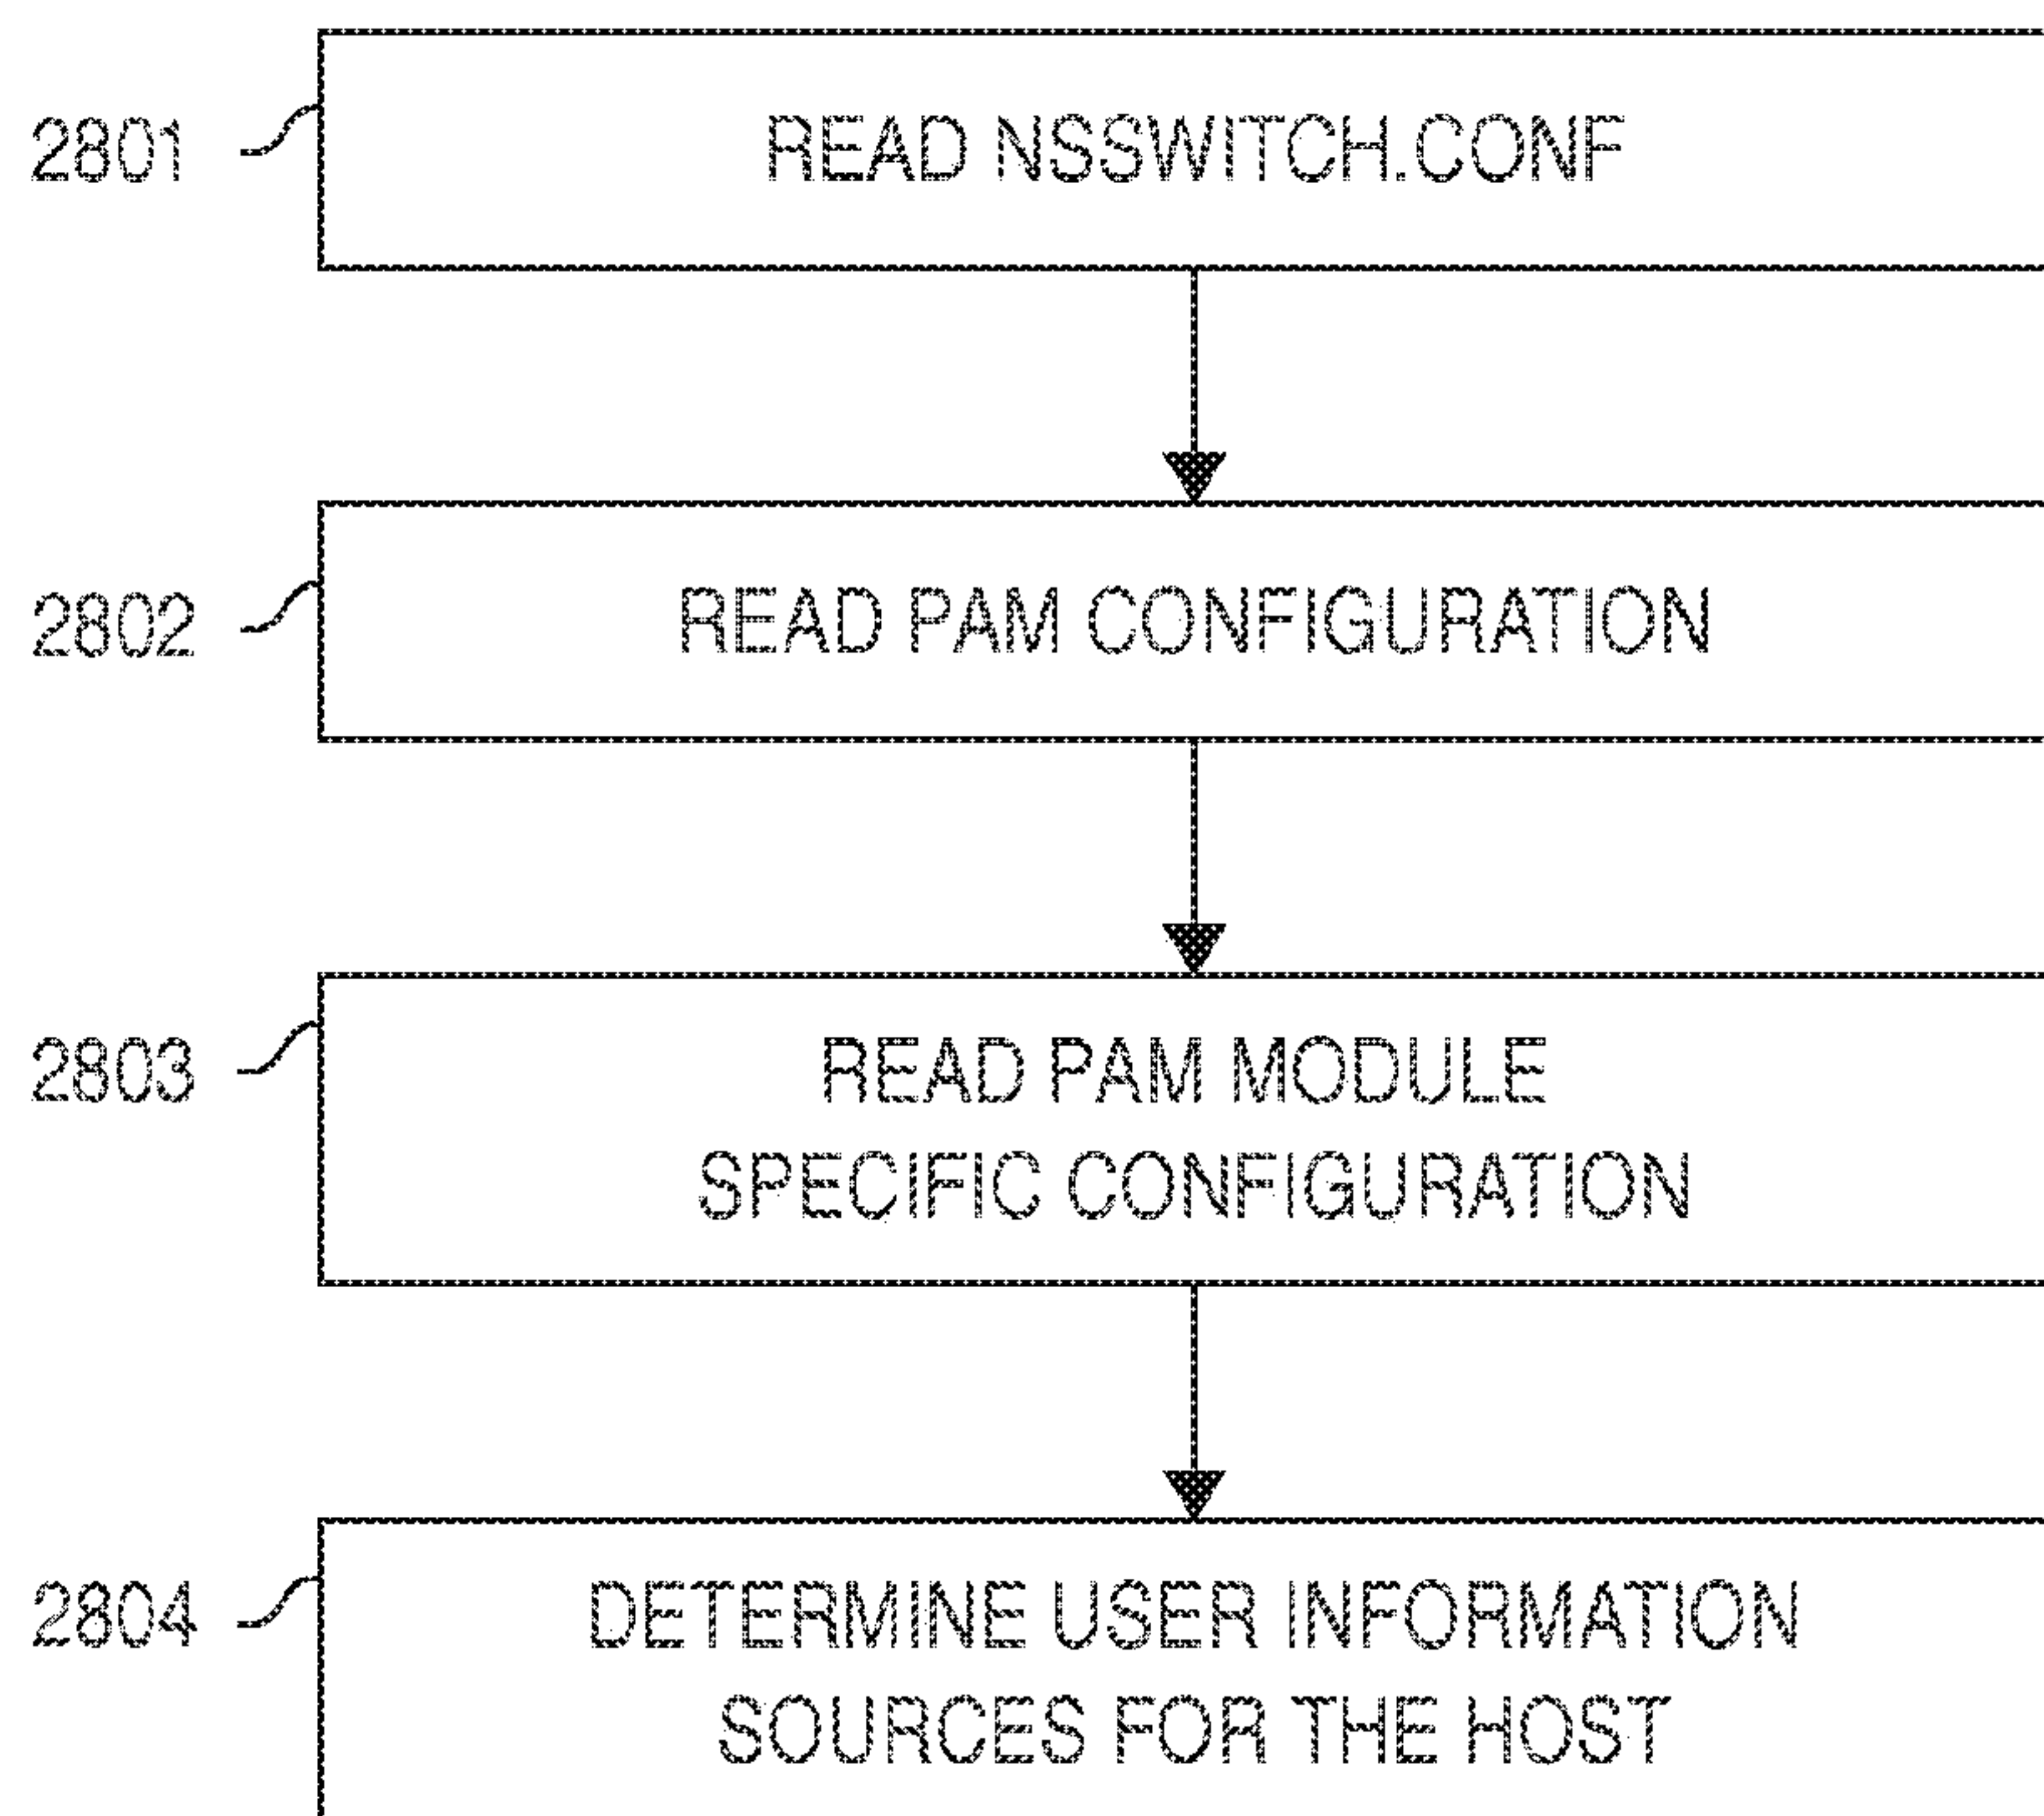 2801 READ NSSWITCH.CONF
2802 READ PAM CONFIGURATION
2803 READ PAM MODULE
SPECIFIC CONFIGURATION
2804 DETERMINE USER INFORMATION
SOURCES FOR THE HOST